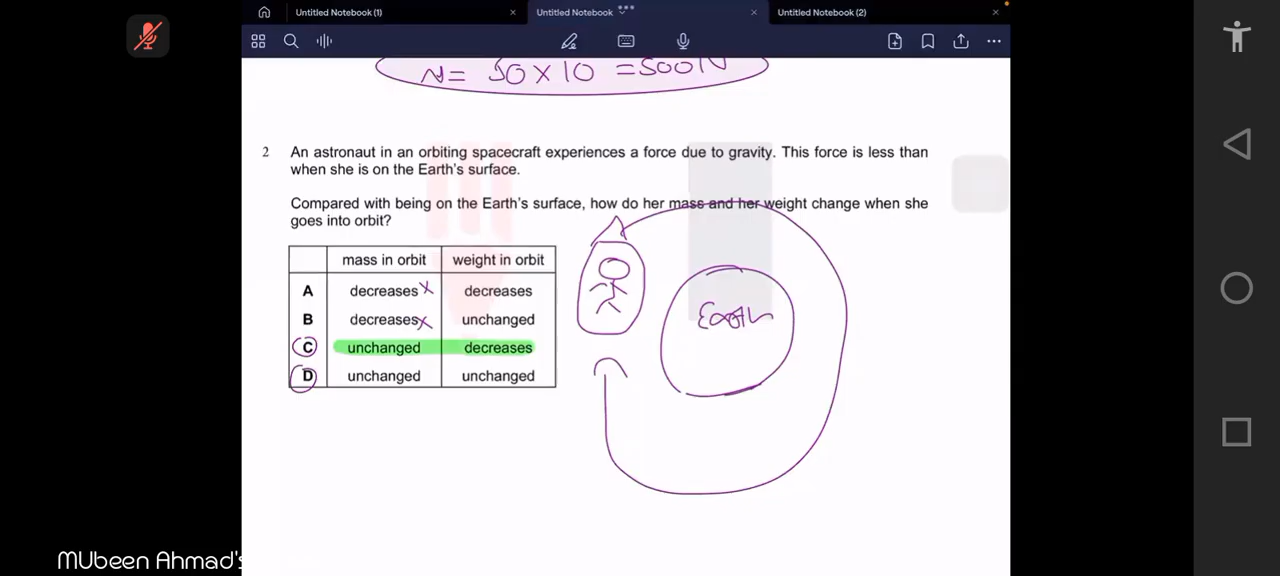 Untitled Notebook (1)
Untitled Notebook
Untitled Notebook (2)
N= 50 X 10 =500N
2 An astronaut in an orbiting spacecraft experiences a force due to gravity. This force is less than
when she is on the Earth's surface.
Compared with being on the Earth's surface, how do her mass and her weight change when she
goes into orbit?
mass in orbit weight in orbit
A decreases x decreases
B decreases x unchanged
C unchanged decreases
D unchanged unchanged
Earth
MUbeen Ahmad's